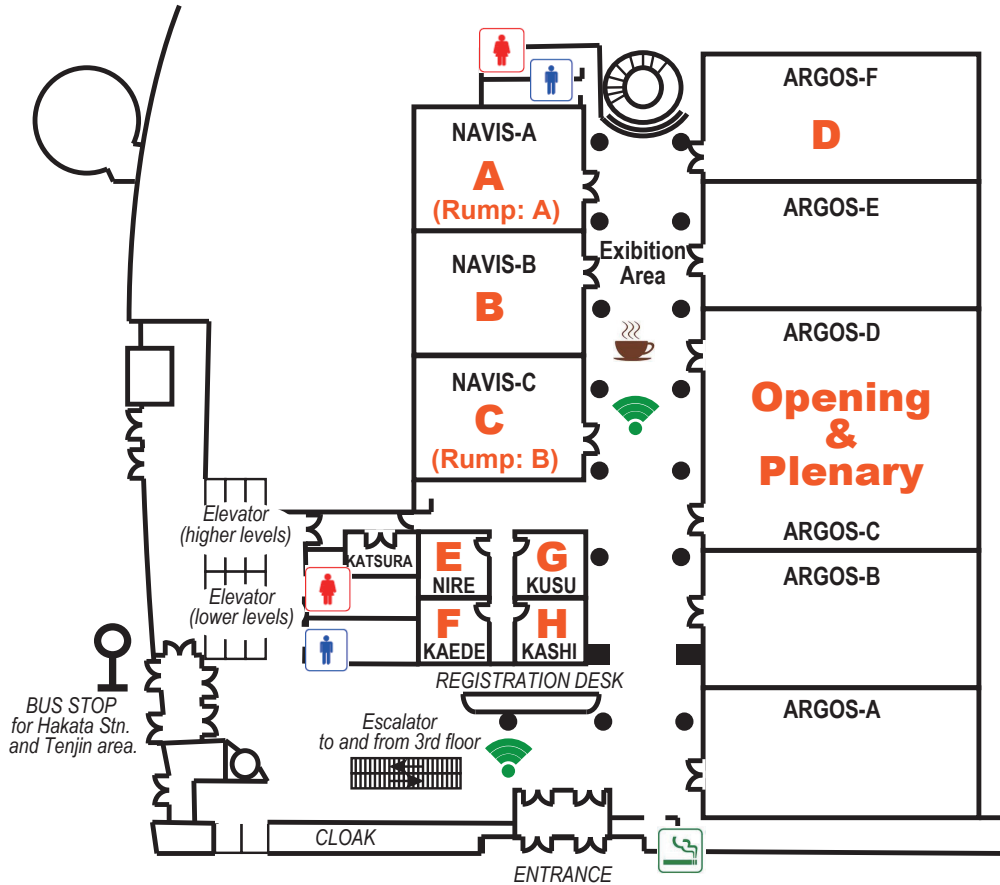 NAVIS-A
A
(Rump: A)
NAVIS-B
B
NAVIS-C
C
(Rump: B)
Exibition
Area
ARGOS-F
D
ARGOS-E
ARGOS-D
Opening
&
Plenary
ARGOS-C
ARGOS-B
ARGOS-A
Elevator
(higher levels)
Elevator
(lower levels)
KATSURA
E
NIRE
G
KUSU
F
KAEDE
H
KASHI
REGISTRATION DESK
BUS STOP
for Hakata Stn.
and Tenjin area.
Escalator
to and from 3rd floor
CLOAK
ENTRANCE